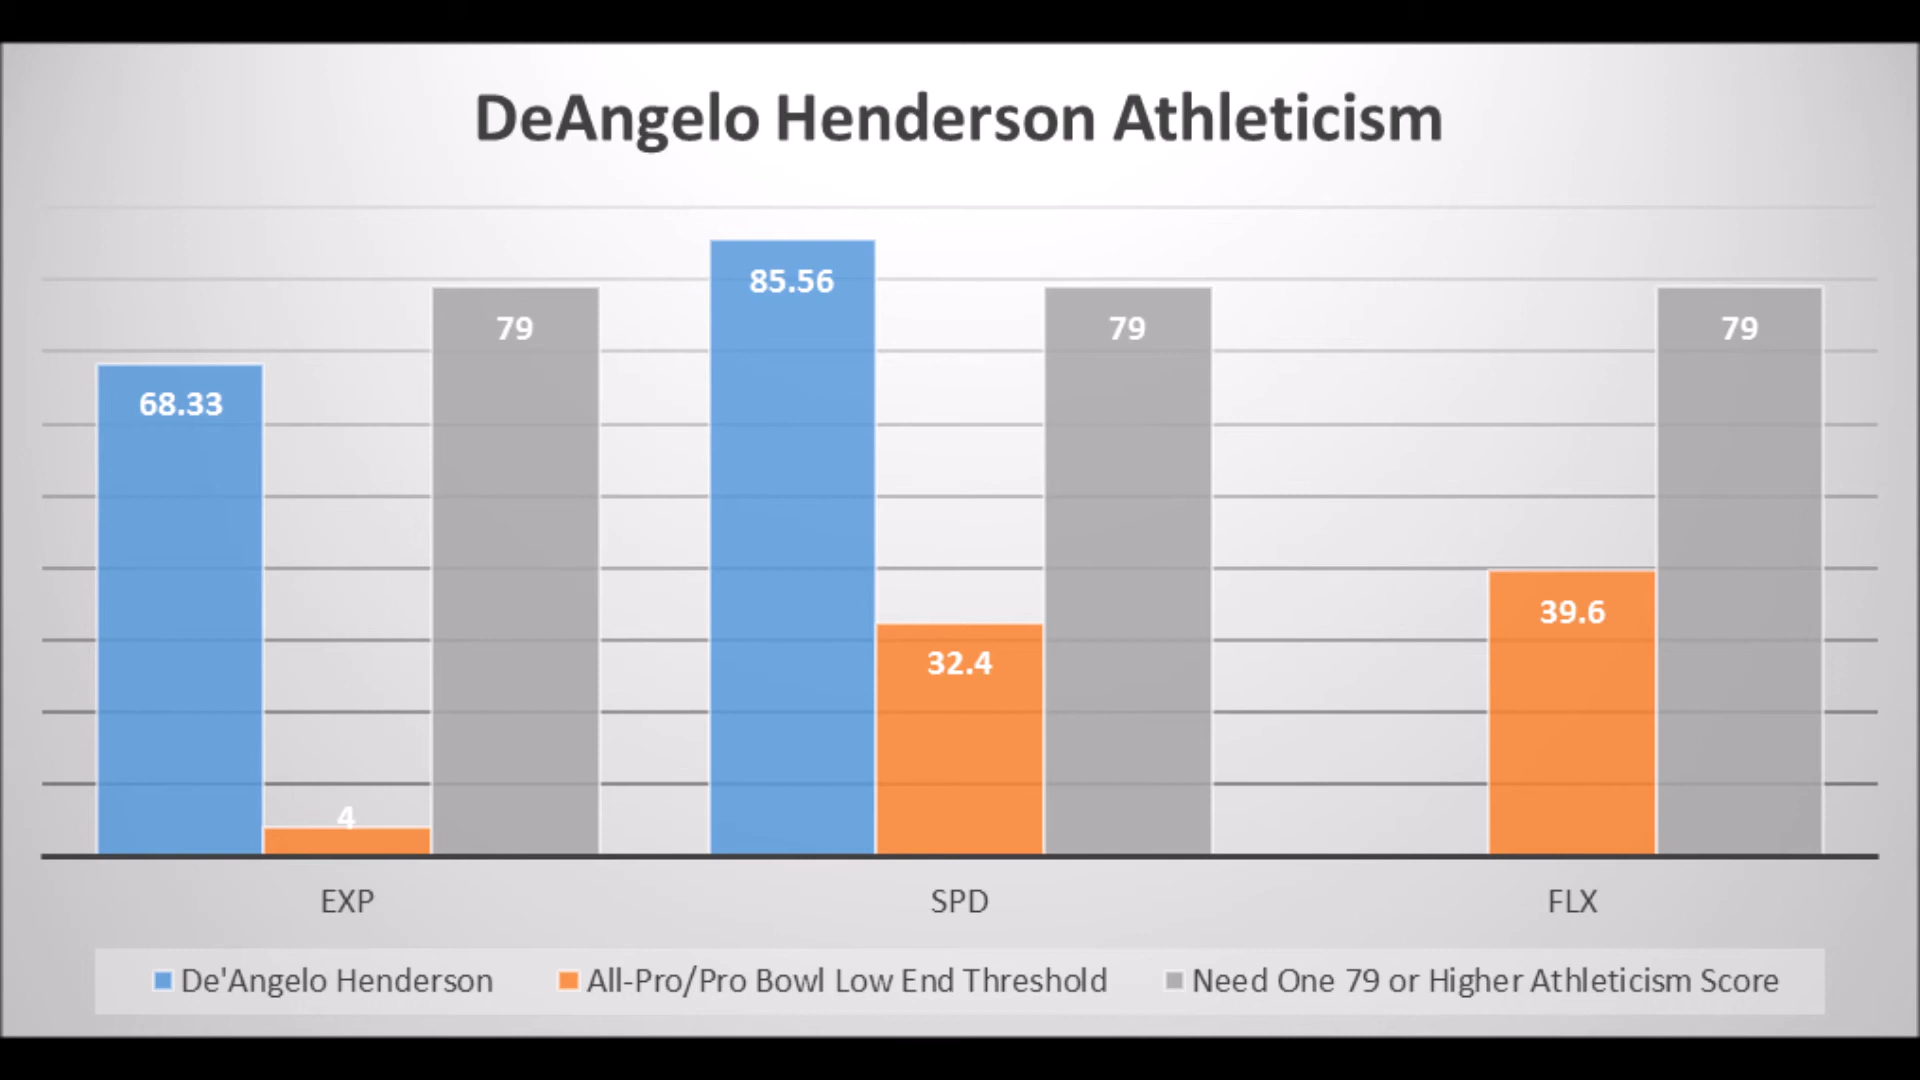 DeAngelo Henderson Athleticism
68.33
4
79
85.56
32.4
79
39.6
79
EXP
SPD
FLX
De'Angelo Henderson
All-Pro/Pro Bowl Low End Threshold
Need One 79 or Higher Athleticism Score